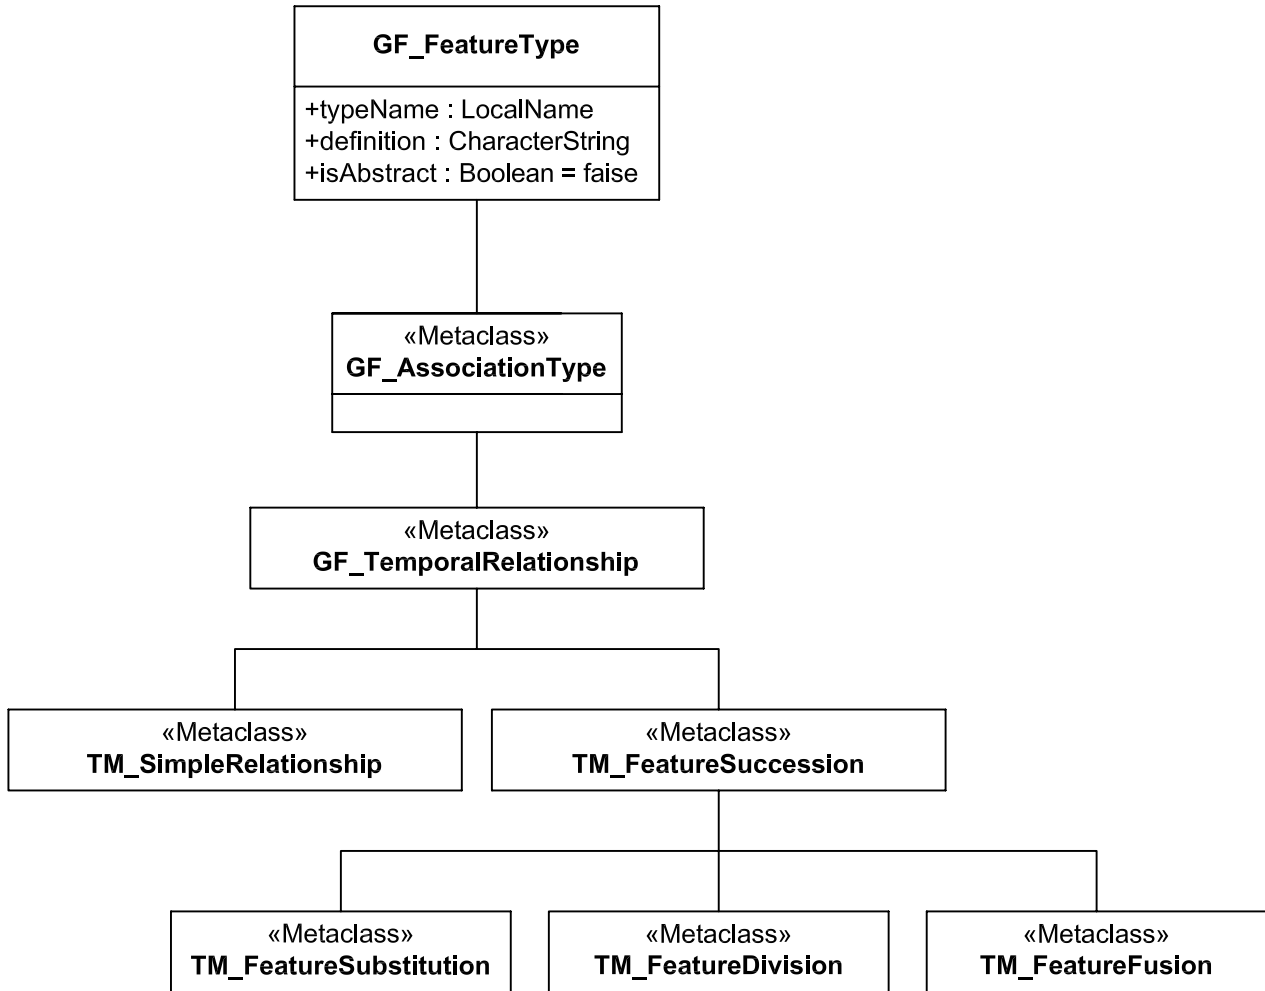 GF_FeatureType
+typeName : LocalName
+definition : CharacterString
+isAbstract : Boolean = faise
«Metaclass»
GF_AssociationType
«Metaclass»
GF_TemporalRelationship
«Metaclass»
TM_SimpleRelationship
«Metaclass»
TM_FeatureSuccession
«Metaclass»
TM_FeatureSubstitution
«Metaclass»
TM_FeatureDivision
«Metaclass»
TM_FeatureFusion